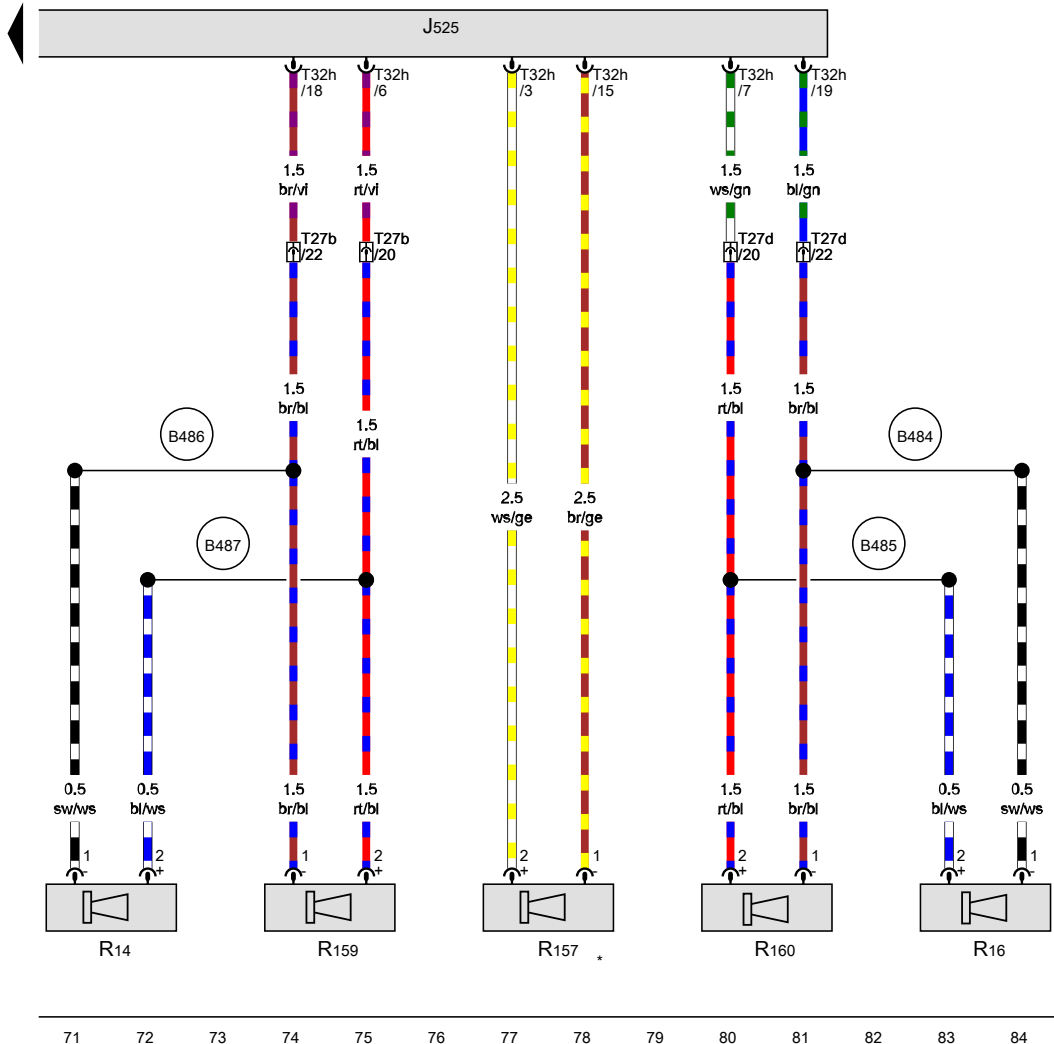 J525
T32h
/18
T32h
/6
T32h
/3
T32h
/15
T32h
/7
T32h
/19
1.5
br/vi
1.5
rt/vi
1.5
ws/gn
1.5
bl/gn
T27b
/22
T27b
/20
T27d
/20
T27d
/22
1.5
br/bl
1.5
rt/bl
1.5
rt/bl
1.5
br/bl
B486
B484
2.5
ws/ge
2.5
br/ge
B487
B485
0.5
sw/ws
0.5
bl/ws
1.5
br/bl
1.5
rt/bl
1.5
rt/bl
1.5
br/bl
0.5
bl/ws
0.5
sw/ws
1
-
2
+
1
-
2
+
2
+
1
-
2
+
1
-
2
+
1
-
R14
R159
R157
*
R160
R16
71 72 73 74 75 76 77 78 79 80 81 82 83 84